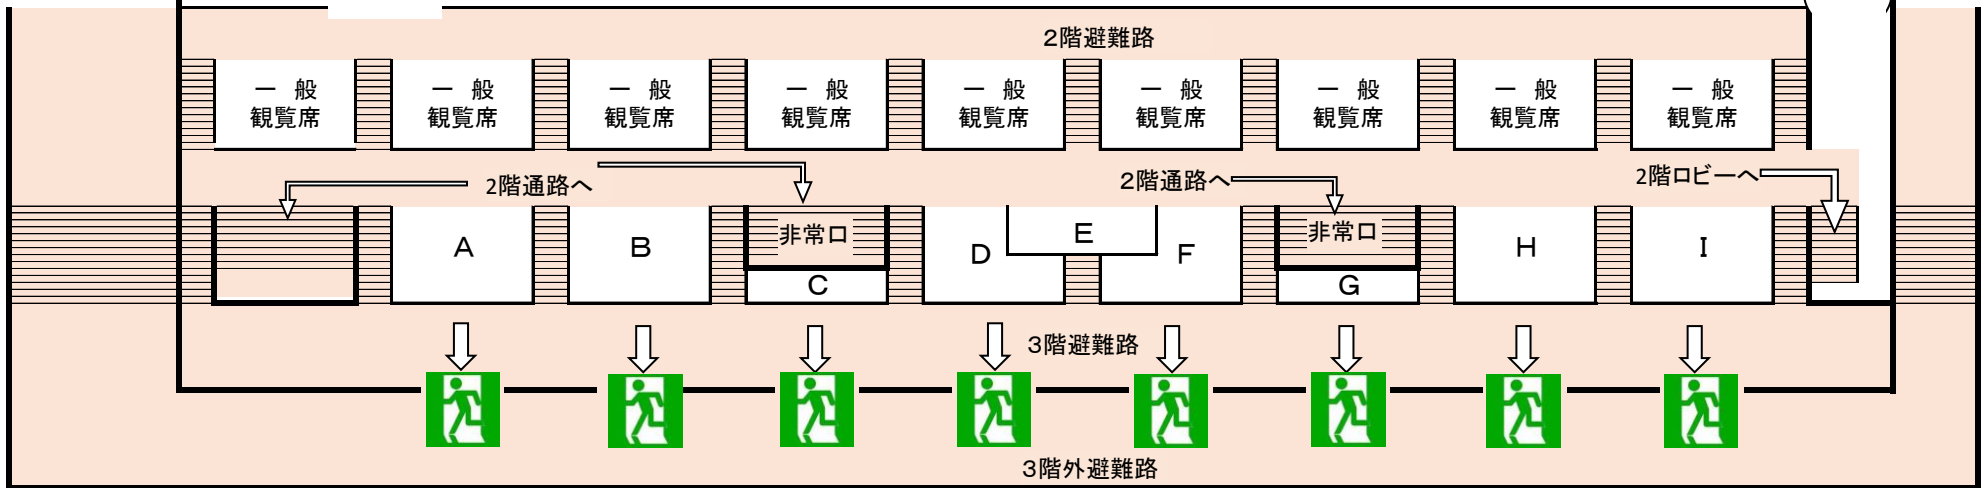 ２階避難路
一 般
観覧席
一 般
観覧席
一 般
観覧席
一 般
観覧席
一 般
観覧席
一 般
観覧席
一 般
観覧席
一 般
観覧席
一 般
観覧席
2階通路へ
２階通路へ
2階ロビーへ
A
B
非常口
C
D
E
F
非常口
G
H
I
３階避難路
３階外避難路